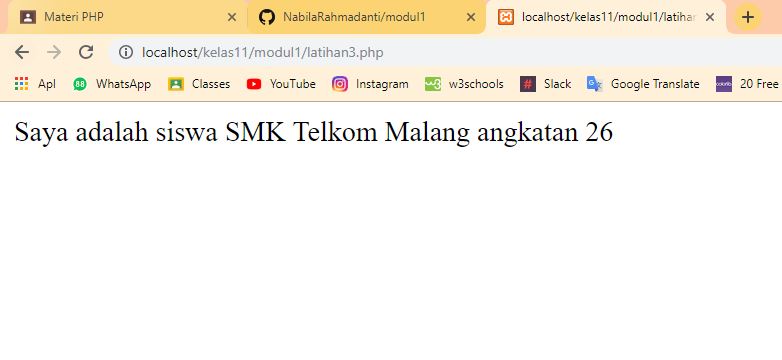 Materi PHP
NabilaRahmadanti/modul1
localhost/kelas11/modul1/latihan
localhost/kelas11/modul1/latihan3.php
Apl
88
WhatsApp
Classes
YouTube
Instagram
w3schools
Slack
Google Translate
20 Free
Saya adalah siswa SMK Telkom Malang angkatan 26